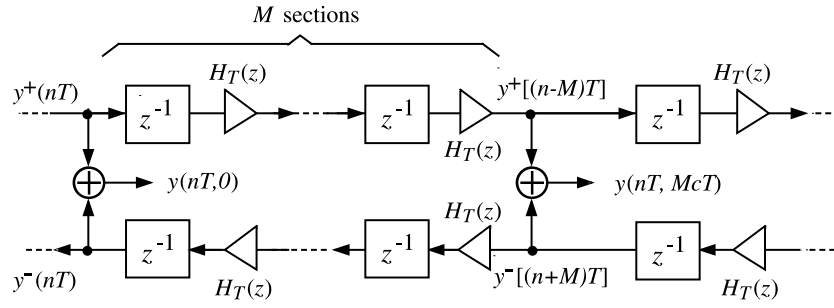 M sections
H_T(z) H_T(z)
y⁺(nT) z⁻¹ z⁻¹ y⁺[(n-M)T] z⁻¹
H_T(z)
y(nT,0) y(nT, McT)
H_T(z)
z⁻¹ z⁻¹ z⁻¹
y⁻(nT) H_T(z) y⁻[(n+M)T] H_T(z)